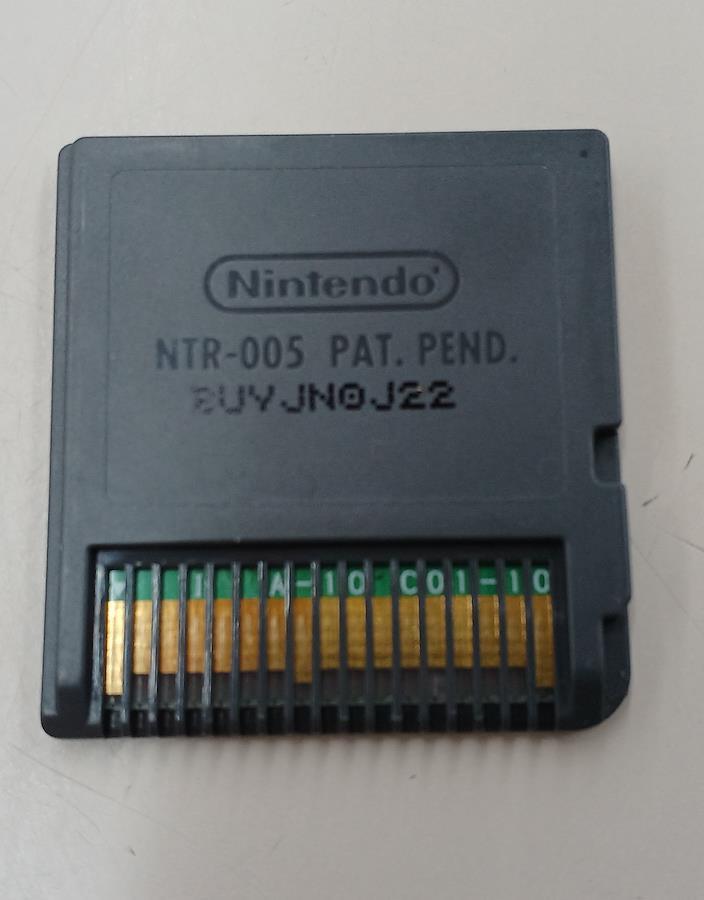 Nintendo
NTR-005 PAT. PEND.
I A-10 C01-10